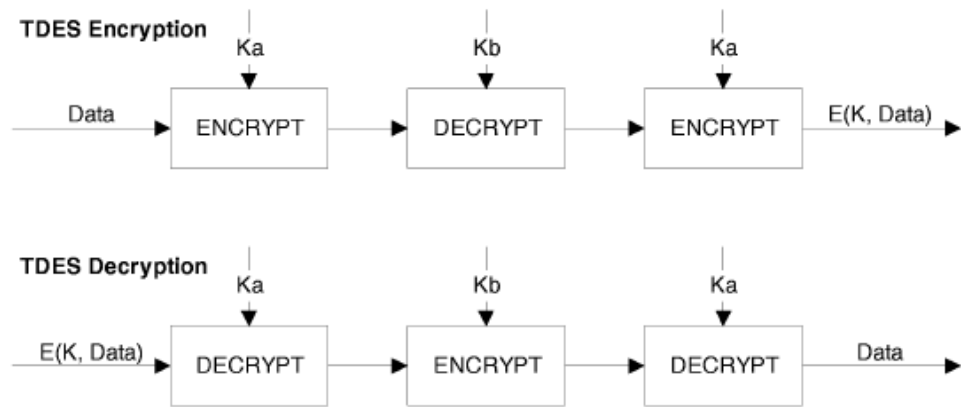 TDES Encryption
Ka Kb Ka
Data ENCRYPT DECRYPT ENCRYPT E(K, Data)
TDES Decryption
Ka Kb Ka
E(K, Data) DECRYPT ENCRYPT DECRYPT Data